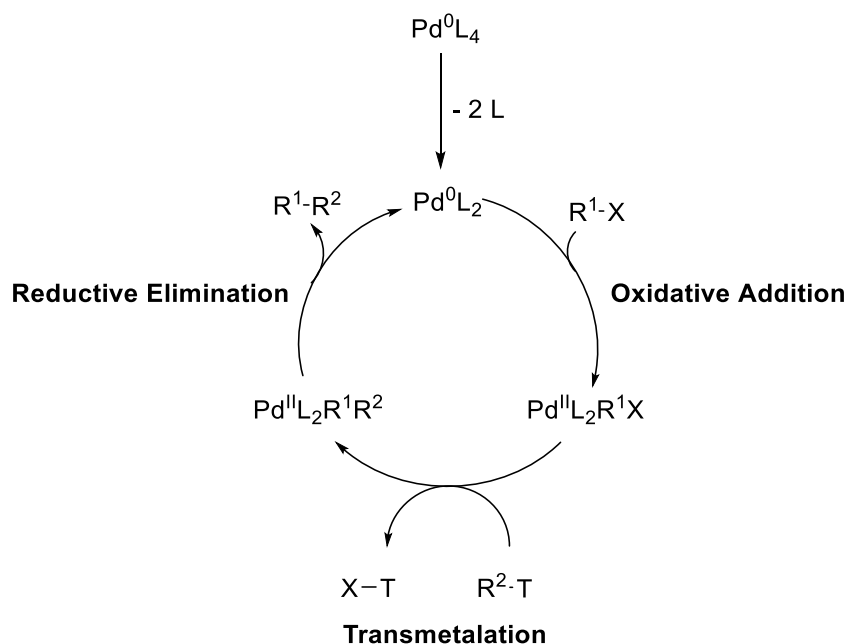 Pd⁰L₄
- 2 L
R¹-R²
Pd⁰L₂
R¹-X
Reductive Elimination
Oxidative Addition
PdᴵᴵL₂R¹R²
PdᴵᴵL₂R¹X
X–T
R²-T
Transmetalation